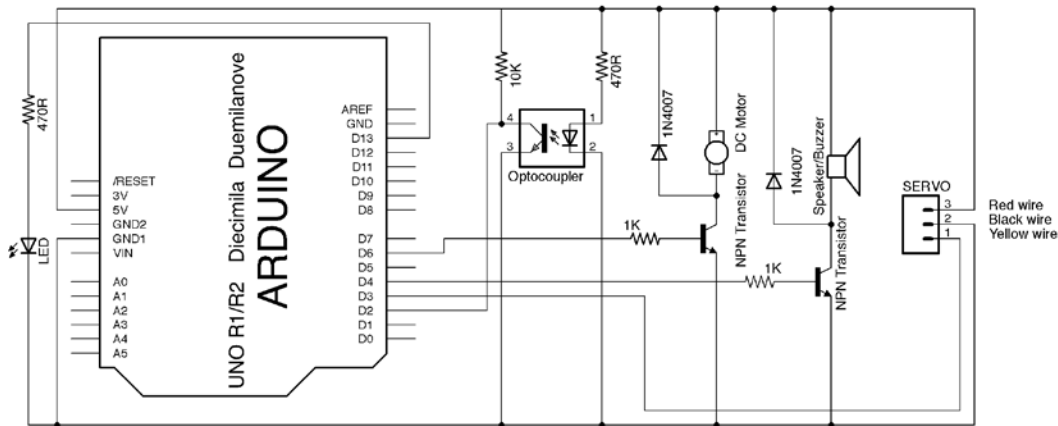 470R
LED
UNO R1/R2 Diecimila Duemilanove
ARDUINO
/RESET
3V
5V
GND2
GND1
VIN
A0
A1
A2
A3
A4
A5
AREF
GND
D13
D12
D11
D10
D9
D8
D7
D6
D5
D4
D3
D2
D1
D0
10K
470R
4
1
3
2
Optocoupler
1K
1N4007
DC Motor
NPN Transistor
1K
1N4007
Speaker/Buzzer
NPN Transistor
SERVO
3
2
1
Red wire
Black wire
Yellow wire